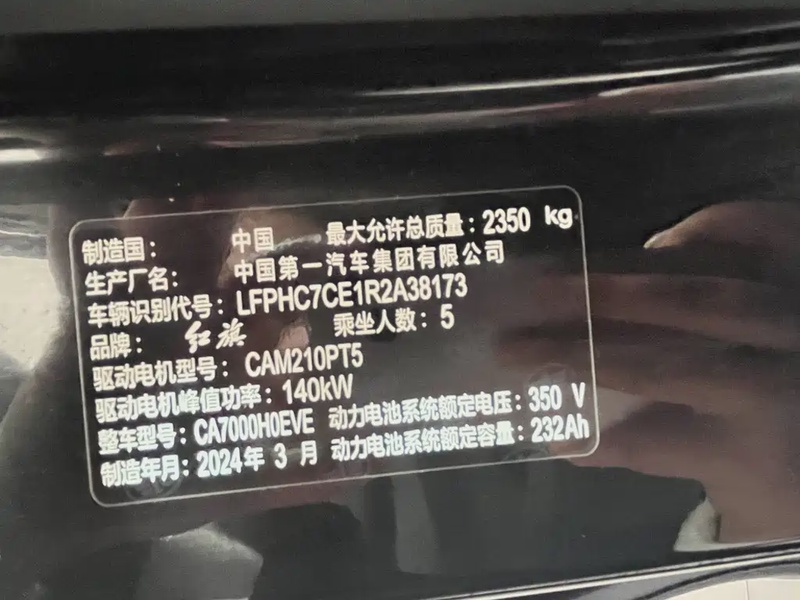 制造国： 中国 最大允许总质量：2350 kg
生产厂名： 中国第一汽车集团有限公司
车辆识别代号：LFPHC7CE1R2A38173
品牌： 红旗 乘坐人数：5
驱动电机型号：CAM210PT5
驱动电机峰值功率：140kW
整车型号：CA7000H0EVE 动力电池系统额定电压：350 V
制造年月：2024年 3 月 动力电池系统额定容量：232Ah